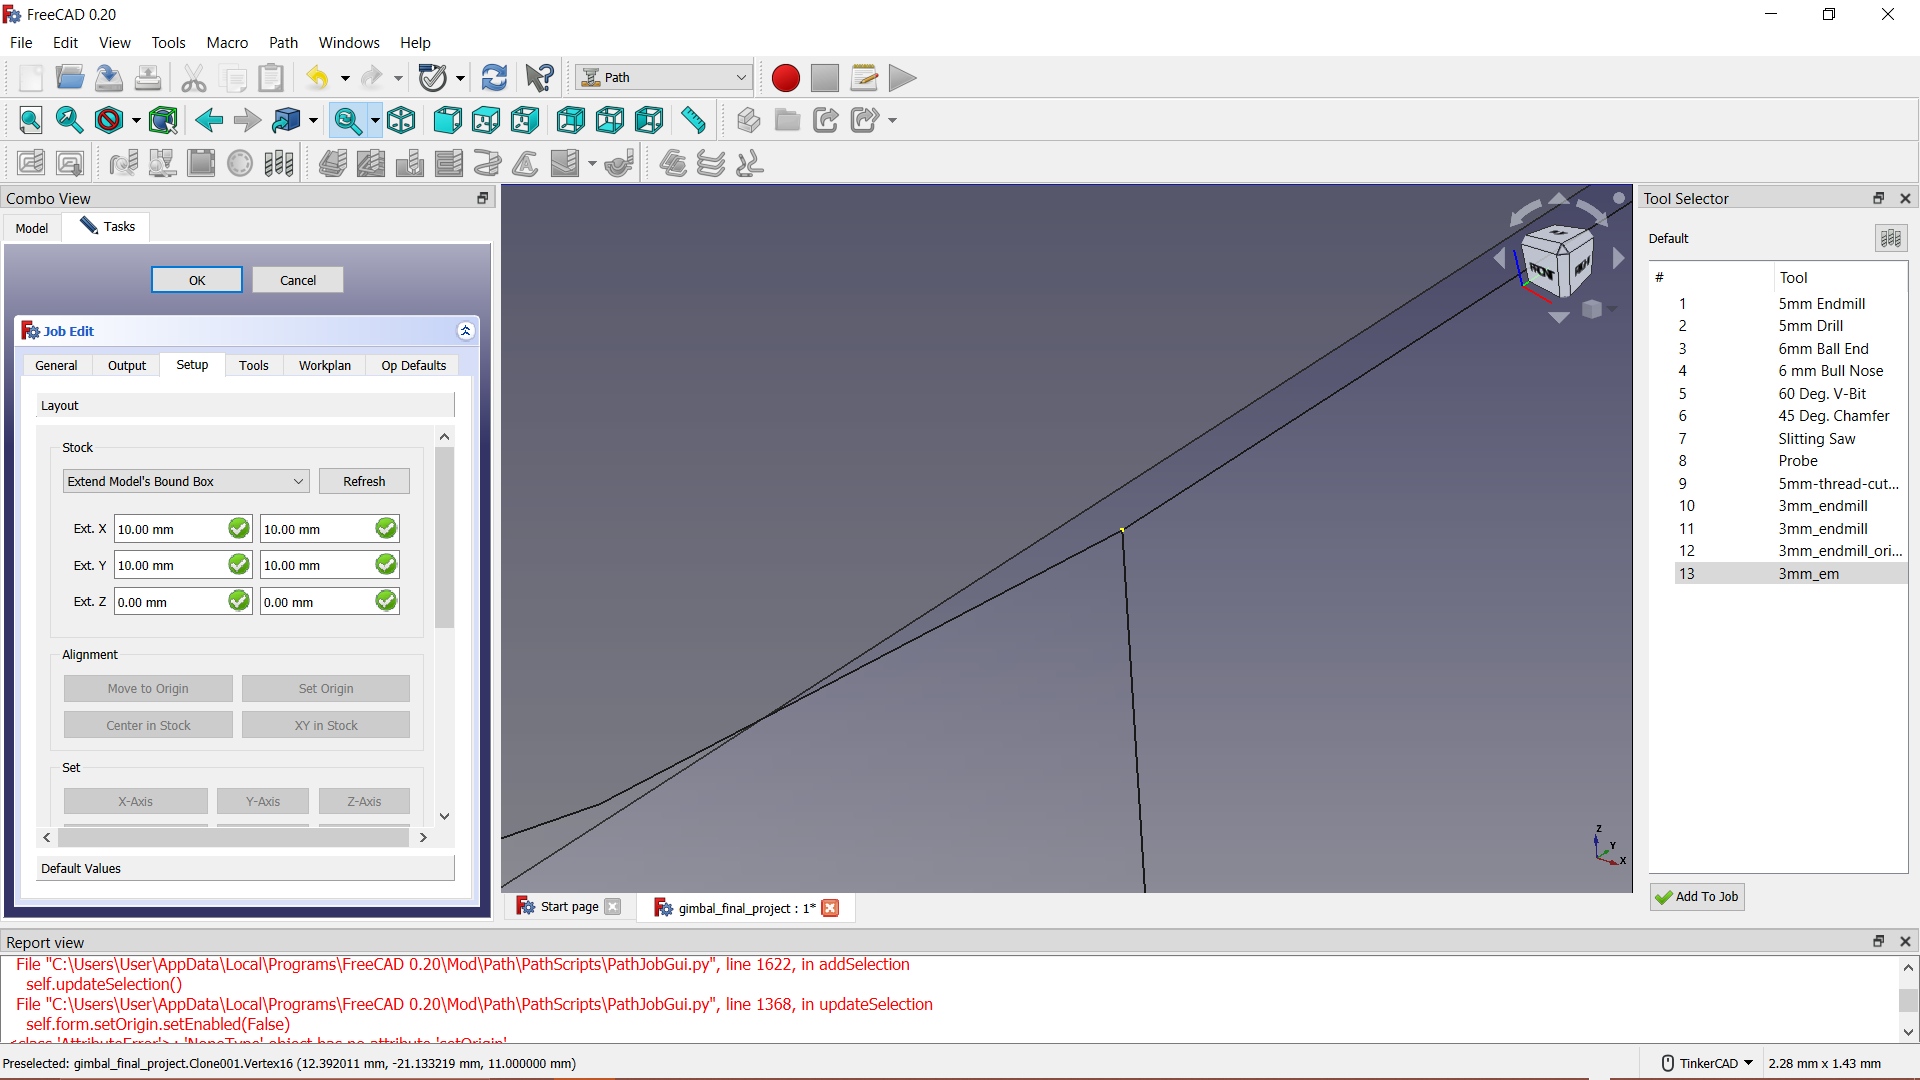 FreeCAD 0.20
File Edit View Tools Macro Path Windows Help
Path
Combo View
Model Tasks
OK Cancel
Job Edit
General Output Setup Tools Workplan Op Defaults
Layout
Stock
Extend Model's Bound Box Refresh
Ext. X 10.00 mm 10.00 mm
Ext. Y 10.00 mm 10.00 mm
Ext. Z 0.00 mm 0.00 mm
Alignment
Move to Origin Set Origin
Center in Stock XY in Stock
Set
X-Axis Y-Axis Z-Axis
Default Values
FRONT
Z
Y
X
Start page gimbal_final_project : 1*
Tool Selector
Default
# Tool
1 5mm Endmill
2 5mm Drill
3 6mm Ball End
4 6 mm Bull Nose
5 60 Deg. V-Bit
6 45 Deg. Chamfer
7 Slitting Saw
8 Probe
9 5mm-thread-cut...
10 3mm_endmill
11 3mm_endmill
12 3mm_endmill_ori...
13 3mm_em
Add To Job
Report view
File "C:\Users\User\AppData\Local\Programs\FreeCAD 0.20\Mod\Path\PathScripts\PathJobGui.py", line 1622, in addSelection
self.updateSelection()
File "C:\Users\User\AppData\Local\Programs\FreeCAD 0.20\Mod\Path\PathScripts\PathJobGui.py", line 1368, in updateSelection
self.form.setOrigin.setEnabled(False)
<class 'AttributeError'>: 'NoneType' object has no attribute 'setOrigin'
Preselected: gimbal_final_project.Clone001.Vertex16 (12.392011 mm, -21.133219 mm, 11.000000 mm)
TinkerCAD 2.28 mm x 1.43 mm